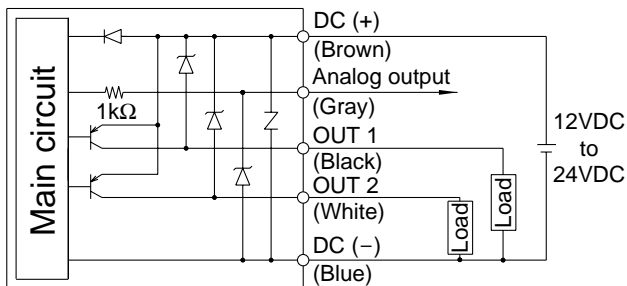 Main circuit
1kΩ
DC (+)
(Brown)
Analog output
(Gray)
OUT 1
(Black)
OUT 2
(White)
DC (−)
(Blue)
Load
Load
12VDC
to
24VDC